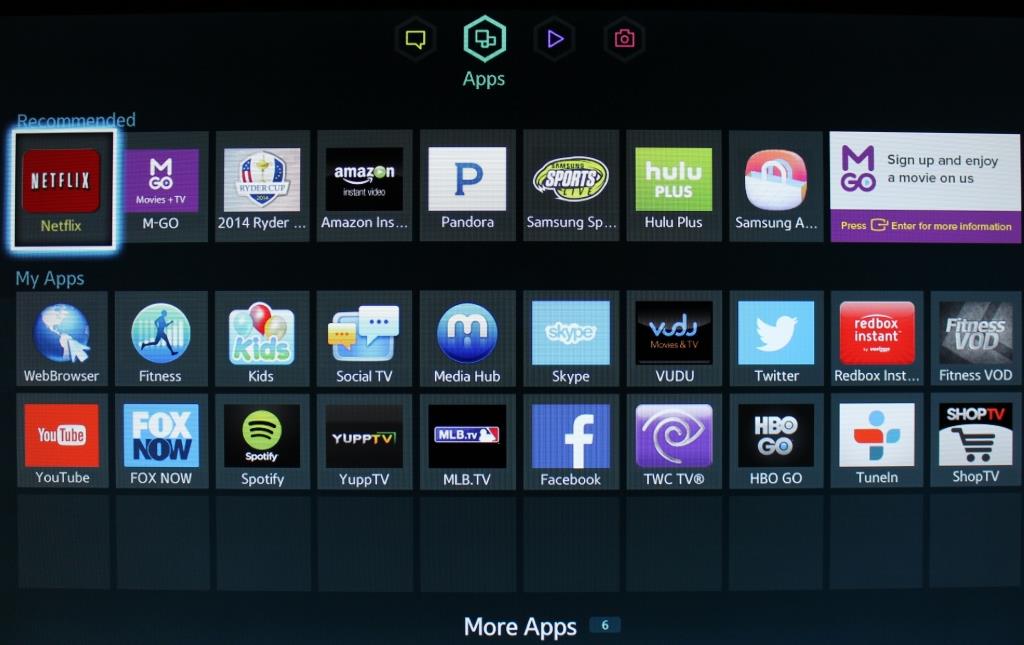 Apps
Recommended
NETFLIX
Netflix
M
GO
Movies + TV
M-GO
RYDER CUP
2014
2014 Ryder ...
amazon
instant video
Amazon Ins...
P
Pandora
SAMSUNG
SPORTS
LIVE
Samsung Sp...
hulu
PLUS
Hulu Plus
Samsung A...
M
GO
Sign up and enjoy
a movie on us
Press Enter for more information
My Apps
WebBrowser
Fitness
Kids
Kids
Social TV
m
Media Hub
skype
Skype
vudu
Movies & TV
VUDU
Twitter
redbox
instant
by verizon
Redbox Inst...
Fitness
VOD
Fitness VOD
YouTube
YouTube
FOX
NOW
FOX NOW
Spotify
Spotify
YUPPTV
YuppTV
MLB.TV
MLB.TV
f
Facebook
TWC TV®
HBO
GO
HBO GO
TuneIn
SHOPTV
ShopTV
More Apps 6